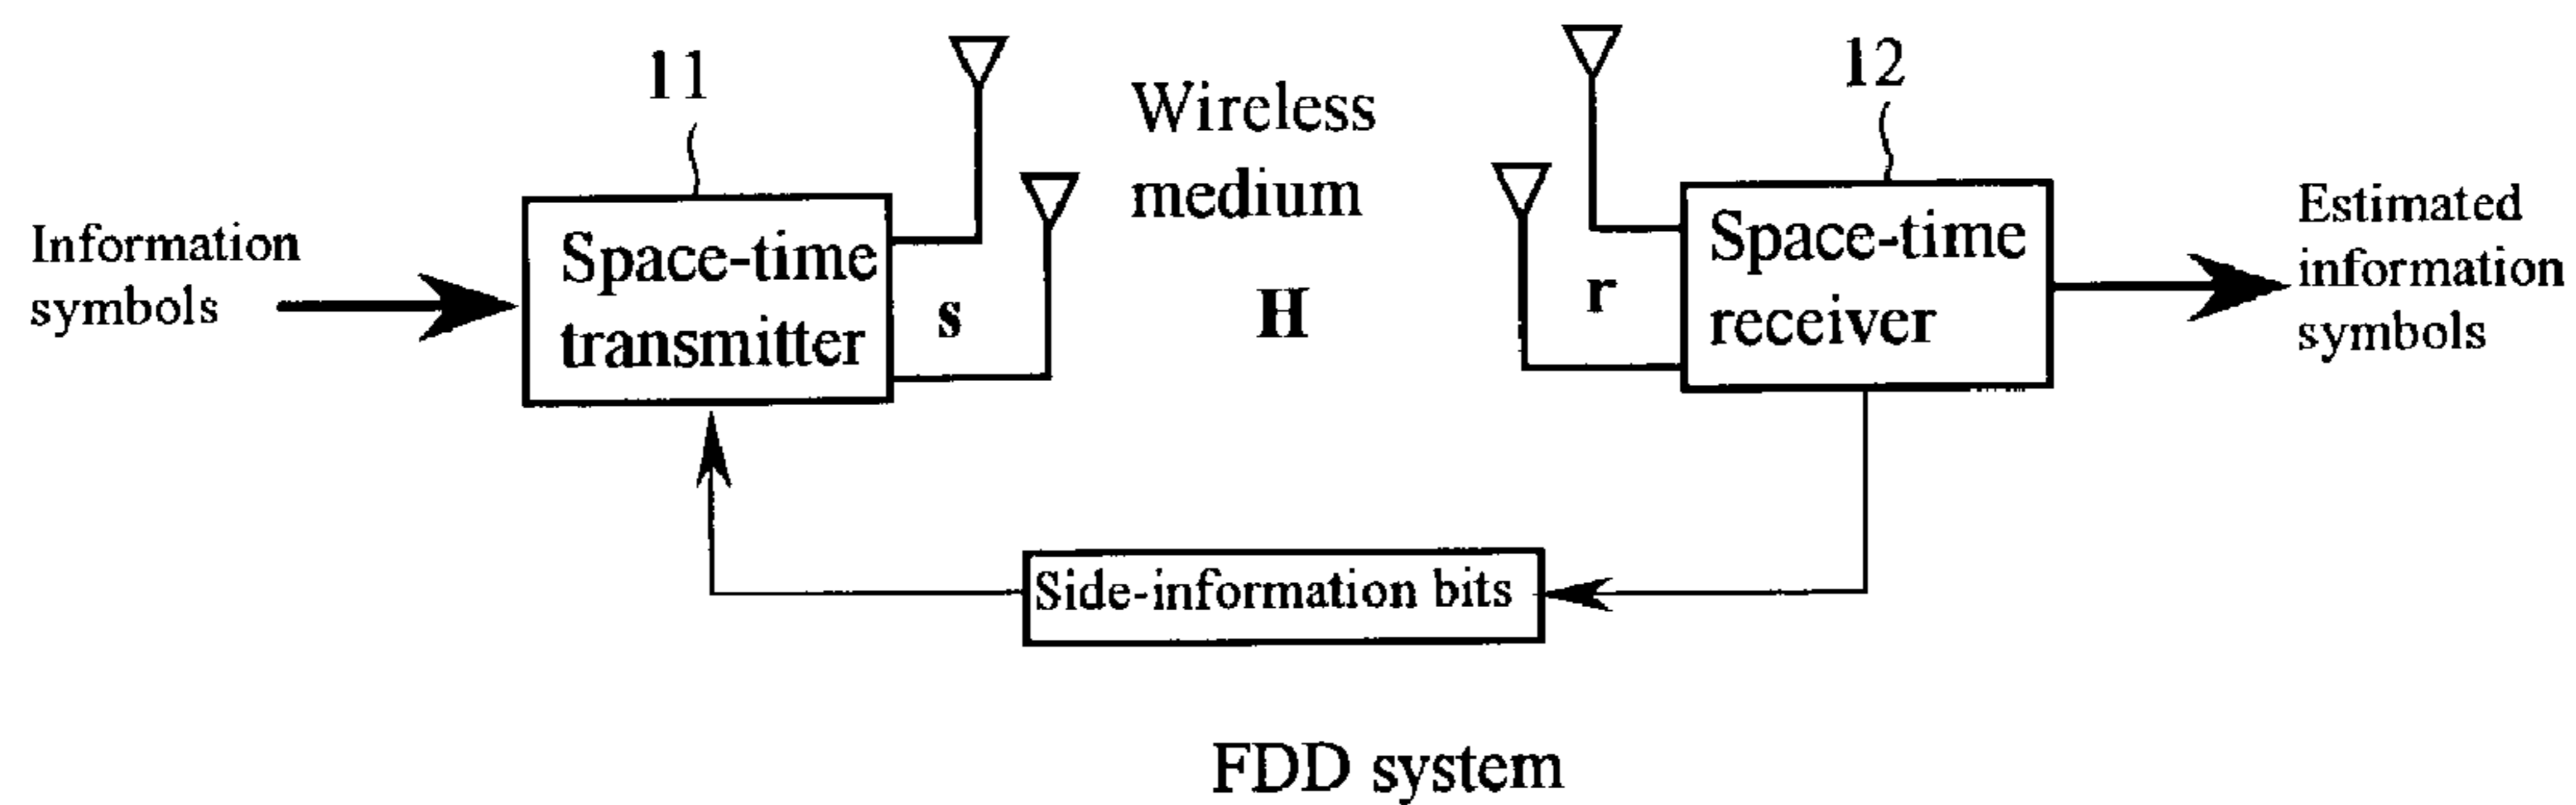 11
12
Wireless
medium
Information
symbols
Space-time
transmitter
s
H
r
Space-time
receiver
Estimated
information
symbols
Side-information bits
FDD system